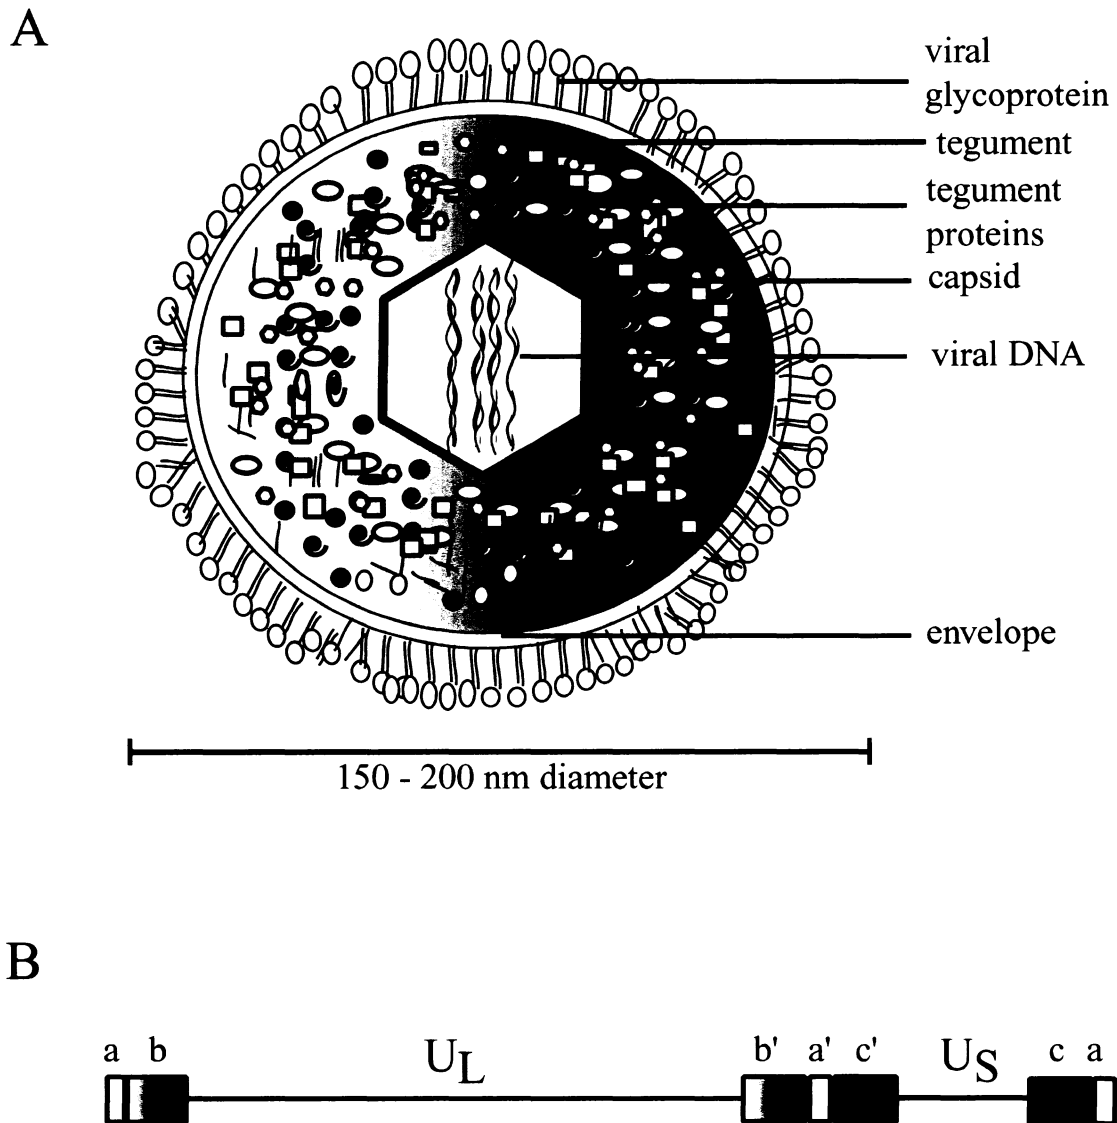 A
viral
glycoprotein
tegument
tegument
proteins
capsid
viral DNA
envelope
150 - 200 nm diameter
B
a b UL b' a' c' US c a